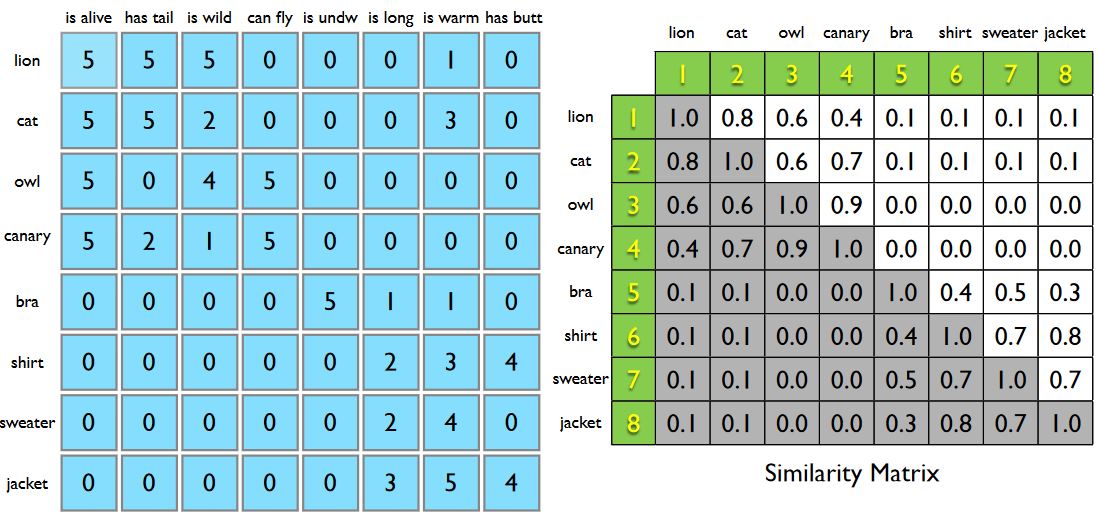 is alive has tail is wild can fly is undw is long is warm has butt
lion 5 5 5 0 0 0 1 0
cat 5 5 2 0 0 0 3 0
owl 5 0 4 5 0 0 0 0
canary 5 2 1 5 0 0 0 0
bra 0 0 0 0 5 1 1 0
shirt 0 0 0 0 0 2 3 4
sweater 0 0 0 0 0 2 4 0
jacket 0 0 0 0 0 3 5 4
lion cat owl canary bra shirt sweater jacket
1 2 3 4 5 6 7 8
lion 1 1.0 0.8 0.6 0.4 0.1 0.1 0.1 0.1
cat 2 0.8 1.0 0.6 0.7 0.1 0.1 0.1 0.1
owl 3 0.6 0.6 1.0 0.9 0.0 0.0 0.0 0.0
canary 4 0.4 0.7 0.9 1.0 0.0 0.0 0.0 0.0
bra 5 0.1 0.1 0.0 0.0 1.0 0.4 0.5 0.3
shirt 6 0.1 0.1 0.0 0.0 0.4 1.0 0.7 0.8
sweater 7 0.1 0.1 0.0 0.0 0.5 0.7 1.0 0.7
jacket 8 0.1 0.1 0.0 0.0 0.3 0.8 0.7 1.0
Similarity Matrix